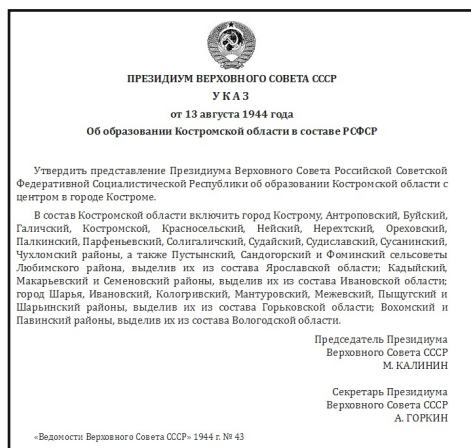 ПРЕЗИДИУМ ВЕРХОВНОГО СОВЕТА СССР
У К А З
от 13 августа 1944 года
Об образовании Костромской области в составе РСФСР
Утвердить представление Президиума Верховного Совета Российской Советской
Федеративной Социалистической Республики об образовании Костромской области с
центром в городе Костроме.
В состав Костромской области включить город Кострому, Антроповский, Буйский,
Галичский, Костромской, Красносельский, Нейский, Нерехтский, Ореховский,
Палкинский, Парфеньевский, Солигаличский, Судайский, Судиславский, Сусанинский,
Чухломский районы, а также Пустынский, Сандогорский и Фоминский сельсоветы
Любимского района, выделив их из состава Ярославской области; Кадыйский,
Макарьевский и Семеновский районы, выделив их из состава Ивановской области;
город Шарья, Ивановский, Кологривский, Мантуровский, Межевский, Пыщугский и
Шарьинский районы, выделив их из состава Горьковской области; Вохомский и
Павинский районы, выделив их из состава Вологодской области.
Председатель Президиума
Верховного Совета СССР
М. КАЛИНИН
Секретарь Президиума
Верховного Совета СССР
А. ГОРКИН
«Ведомости Верховного Совета СССР» 1944 г. № 43